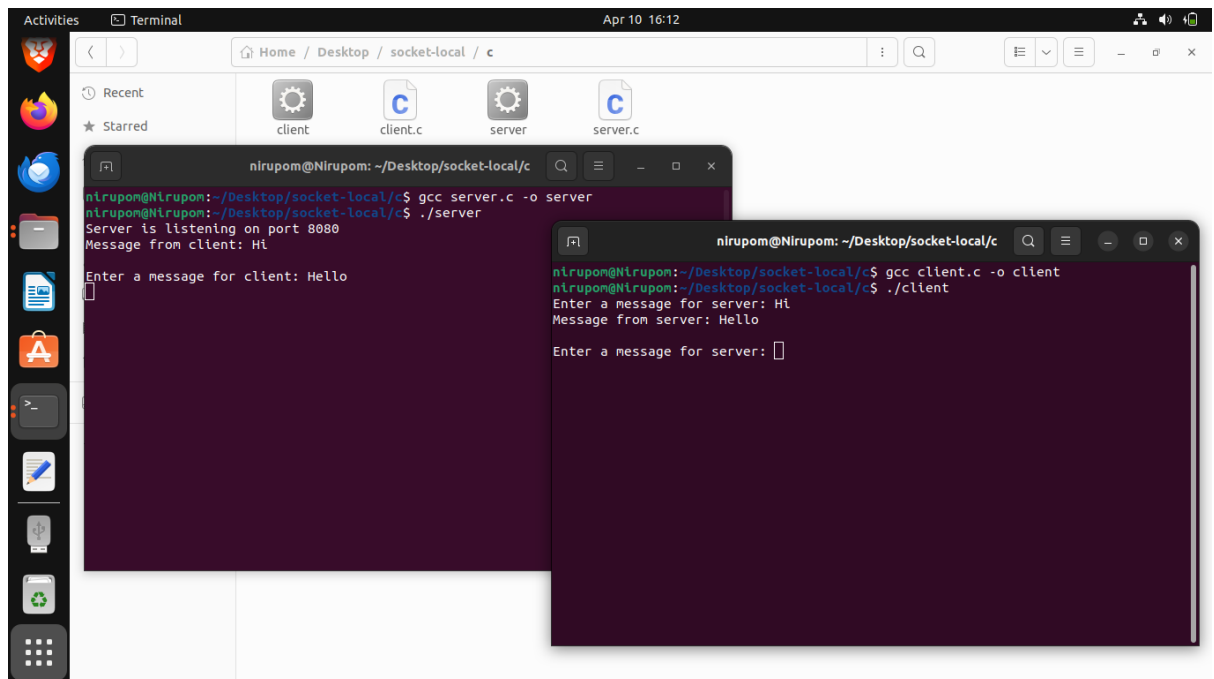 Activities Terminal Apr 10 16:12
Home / Desktop / socket-local / c
Recent
Starred
client client.c server server.c
nirupom@Nirupom: ~/Desktop/socket-local/c
nirupom@Nirupom:~/Desktop/socket-local/c$ gcc server.c -o server
nirupom@Nirupom:~/Desktop/socket-local/c$ ./server
Server is listening on port 8080
Message from client: Hi
Enter a message for client: Hello
nirupom@Nirupom: ~/Desktop/socket-local/c
nirupom@Nirupom:~/Desktop/socket-local/c$ gcc client.c -o client
nirupom@Nirupom:~/Desktop/socket-local/c$ ./client
Enter a message for server: Hi
Message from server: Hello
Enter a message for server: